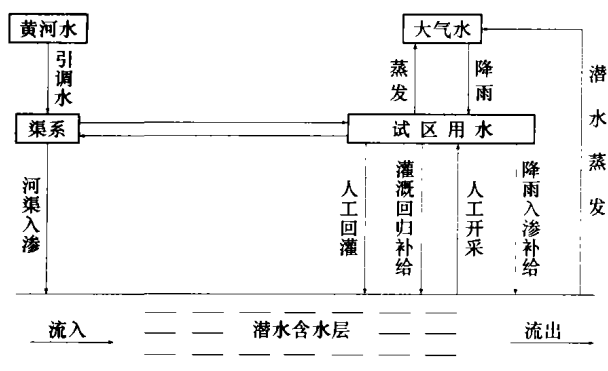 黄河水
大气水
引调水
蒸发
降雨
潜水蒸发
渠系
试区用水
河渠入渗
人工回灌
灌溉回归补给
人工开采
降雨入渗补给
流入
潜水含水层
流出